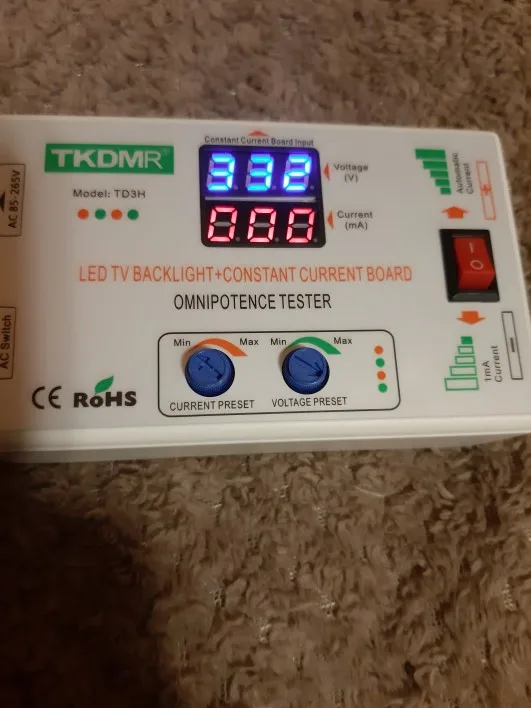 Constant Current Board Input
TKDMR®
332
Voltage
(V)
Model: TD3H
000
Current
(mA)
AC 85-265V
Automatic
Current
+
LED TV BACKLIGHT+CONSTANT CURRENT BOARD
OMNIPOTENCE TESTER
I
O
AC Switch
Min
Max
Min
Max
CURRENT PRESET
VOLTAGE PRESET
1mA
Current
−
CE RoHS